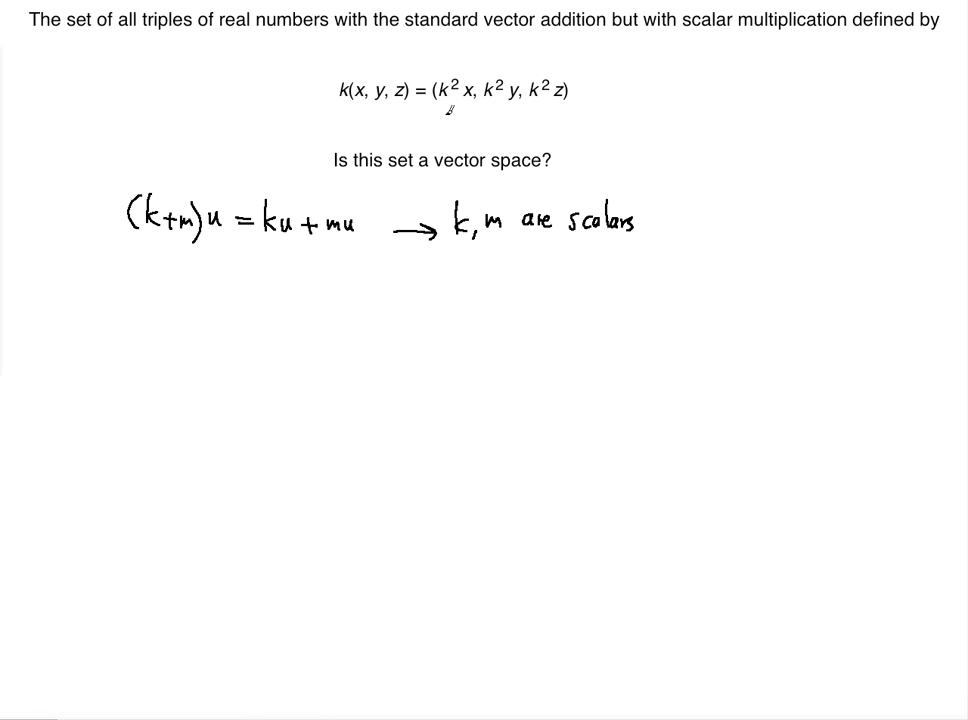 The set of all triples of real numbers with the standard vector addition but with scalar multiplication defined by
k(x, y, z) = (k² x, k² y, k² z)
Is this set a vector space?
(k+m)u = ku + mu → k, m are scalars